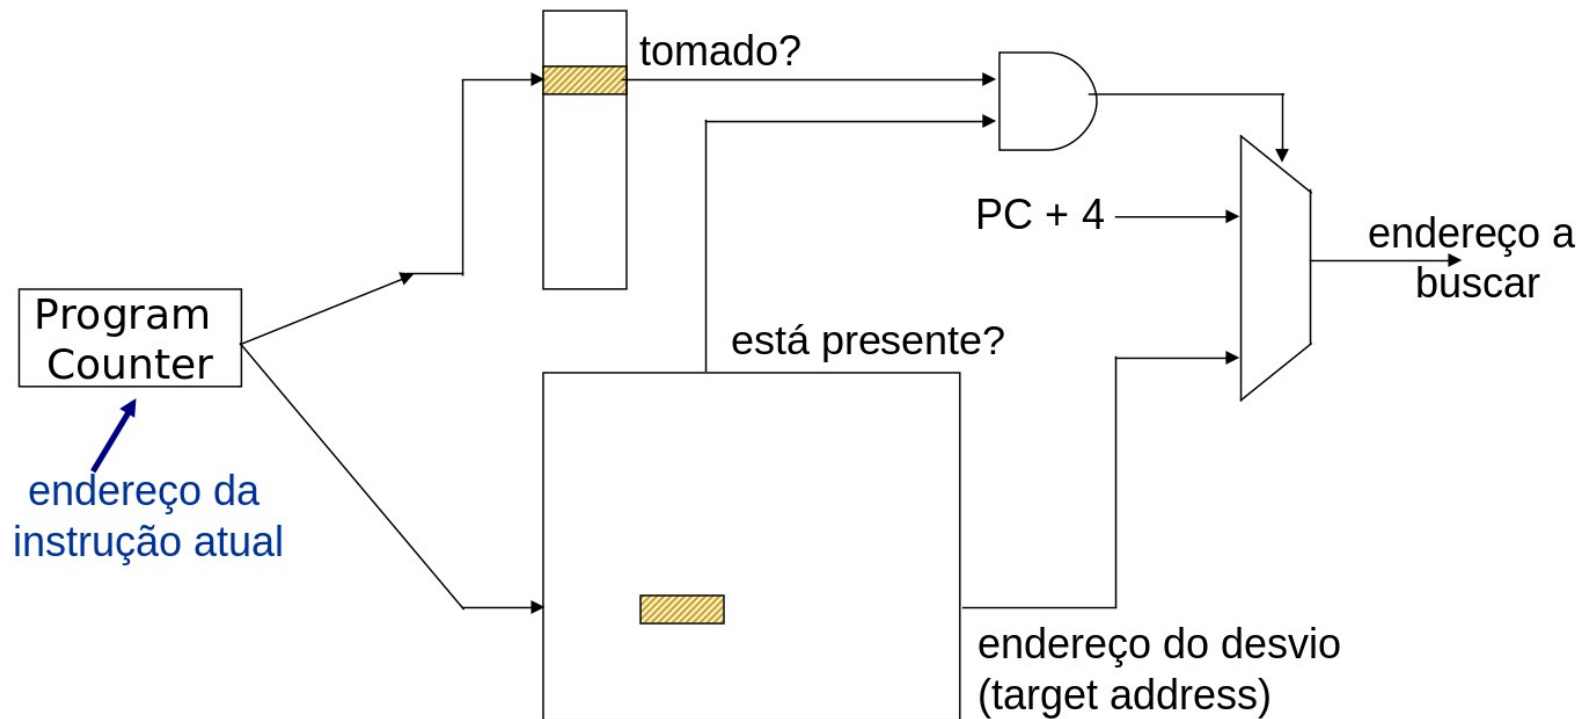 tomado?
PC + 4
endereço a
buscar
Program
Counter
está presente?
endereço da
instrução atual
endereço do desvio
(target address)